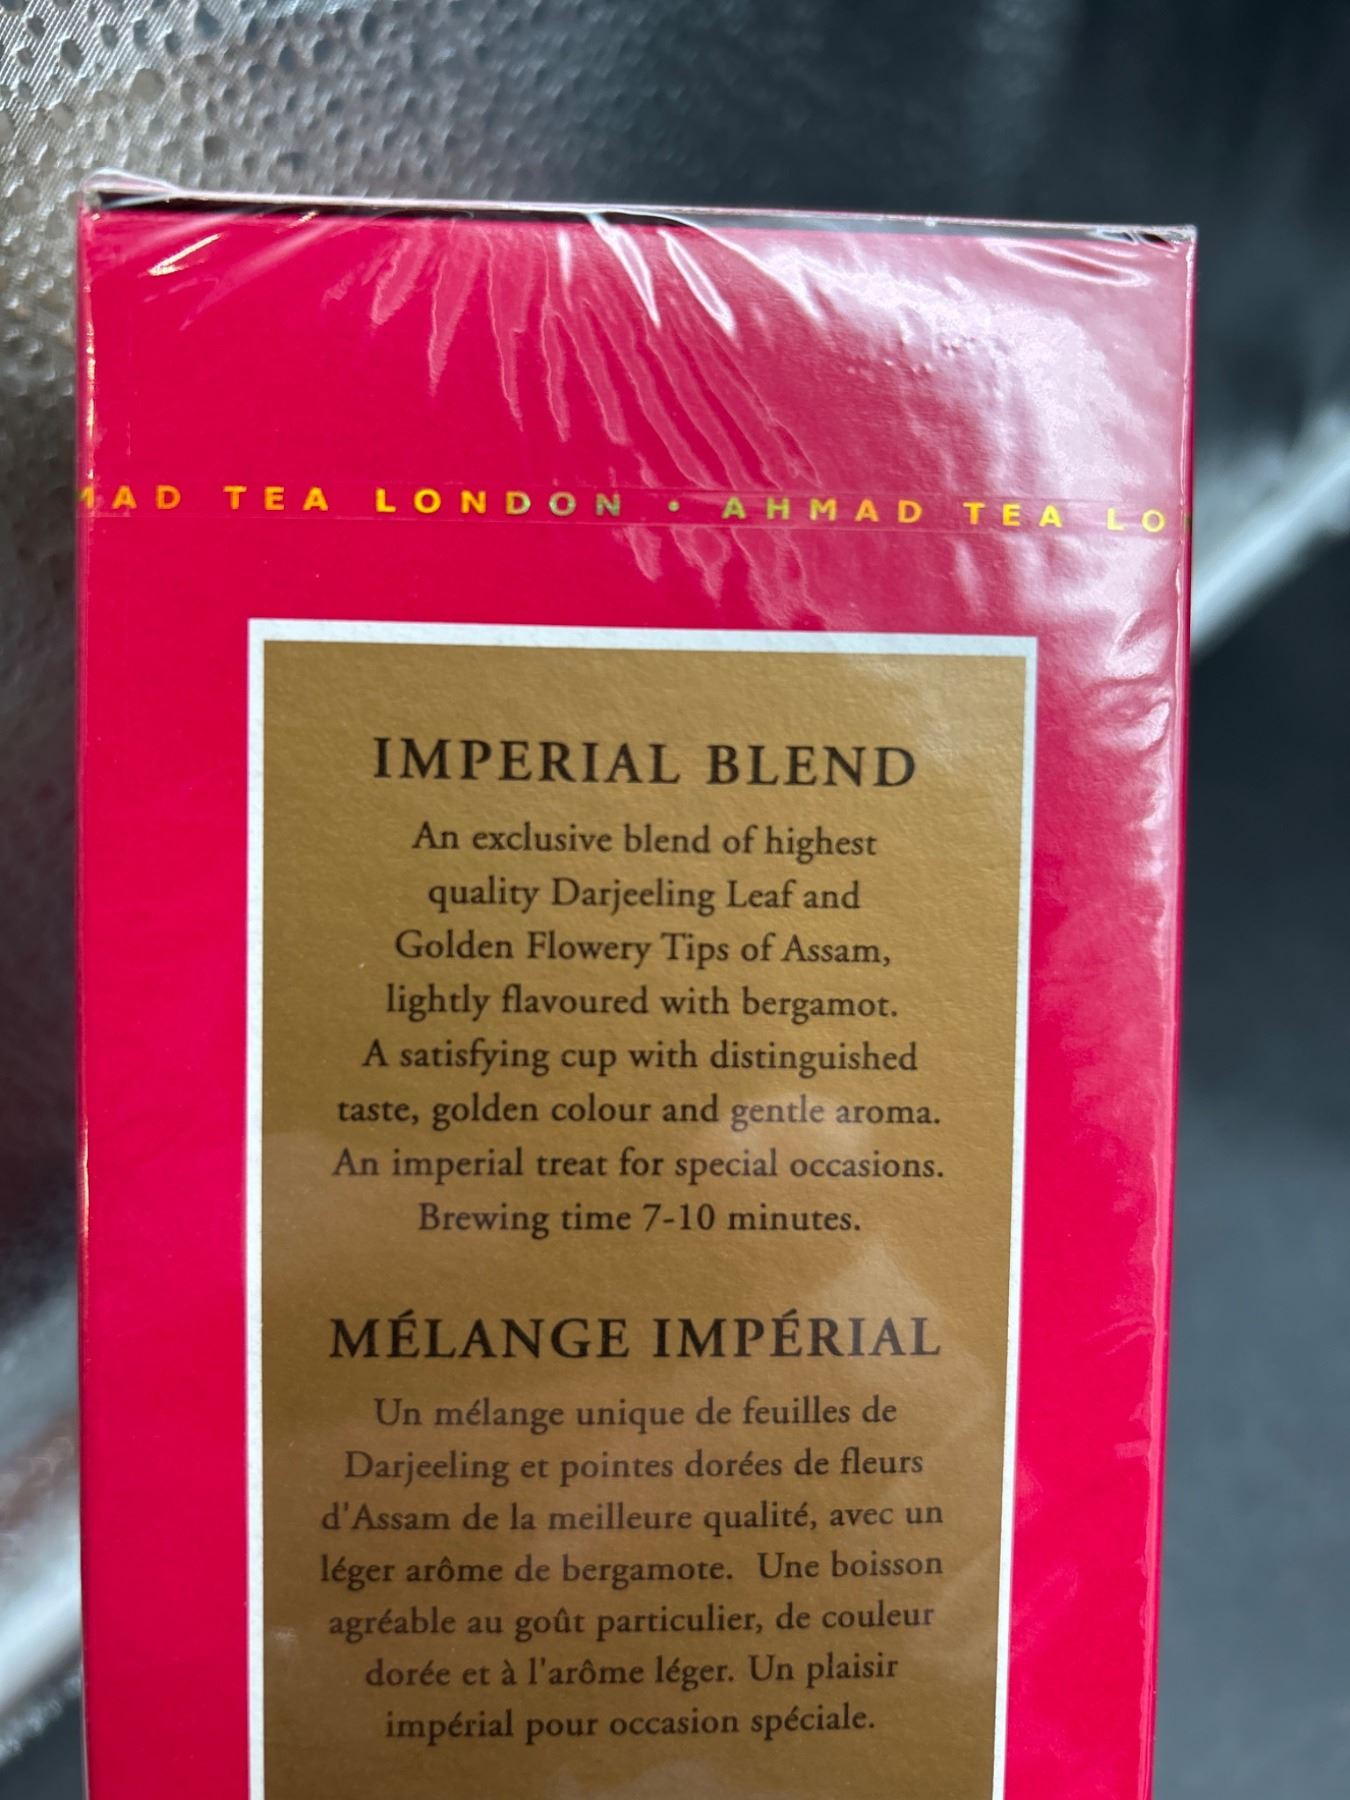 MAD TEA LONDON • AHMAD TEA LO
IMPERIAL BLEND
An exclusive blend of highest
quality Darjeeling Leaf and
Golden Flowery Tips of Assam,
lightly flavoured with bergamot.
A satisfying cup with distinguished
taste, golden colour and gentle aroma.
An imperial treat for special occasions.
Brewing time 7-10 minutes.
MÉLANGE IMPÉRIAL
Un mélange unique de feuilles de
Darjeeling et pointes dorées de fleurs
d'Assam de la meilleure qualité, avec un
léger arôme de bergamote. Une boisson
agréable au goût particulier, de couleur
dorée et à l'arôme léger. Un plaisir
impérial pour occasion spéciale.